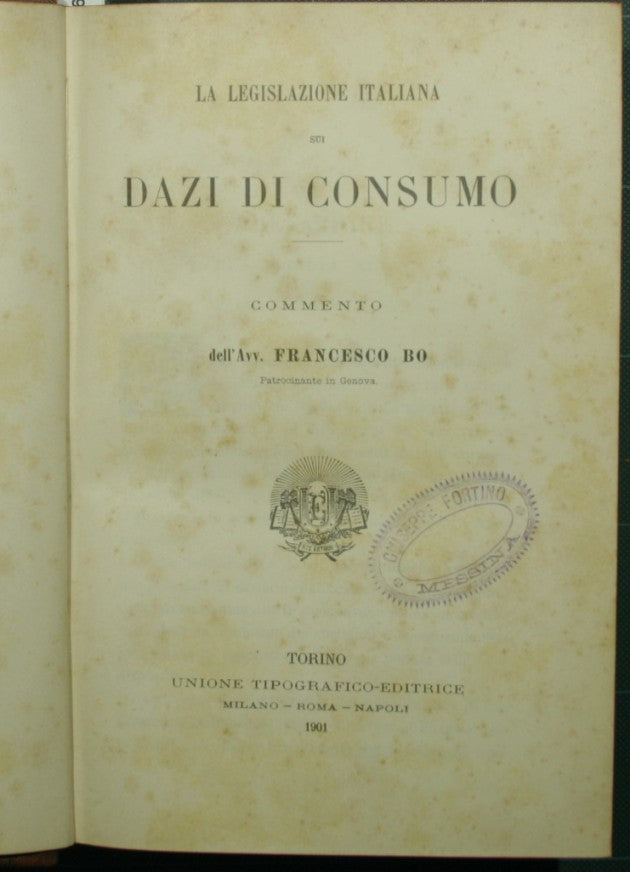 LA LEGISLAZIONE ITALIANA
SUI
DAZI DI CONSUMO
COMMENTO
dell'Avv. FRANCESCO BO
Patrocinante in Genova.
GIUSEPPE FORTINO
MESSINA
TORINO
UNIONE TIPOGRAFICO-EDITRICE
MILANO – ROMA – NAPOLI
1901